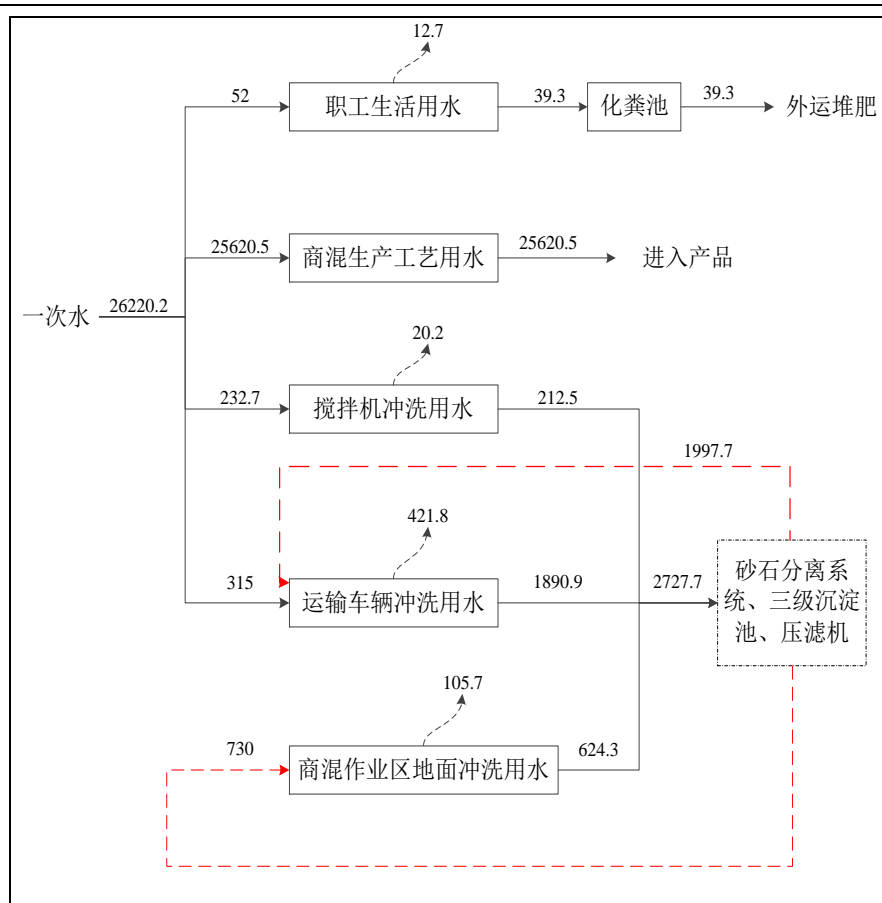 12.7
52
职工生活用水
39.3
化粪池
39.3
外运堆肥
25620.5
商混生产工艺用水
25620.5
进入产品
一次水
26220.2
20.2
232.7
搅拌机冲洗用水
212.5
1997.7
421.8
315
运输车辆冲洗用水
1890.9
2727.7
砂石分离系
统、三级沉淀
池、压滤机
105.7
730
商混作业区地面冲洗用水
624.3